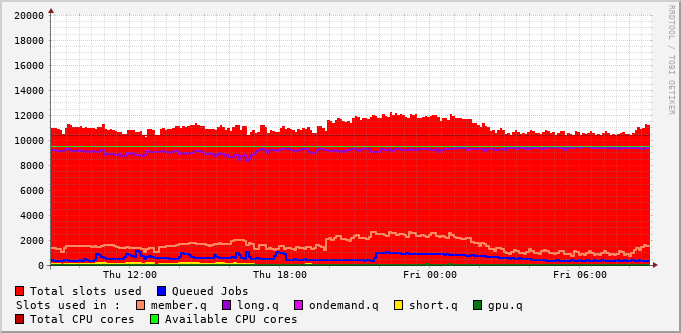 RRDTOOL / TOBI OETIKER
20000
18000
16000
14000
12000
10000
8000
6000
4000
2000
0
Thu 12:00 Thu 18:00 Fri 00:00 Fri 06:00
Total slots used Queued Jobs
Slots used in : member.q long.q ondemand.q short.q gpu.q
Total CPU cores Available CPU cores